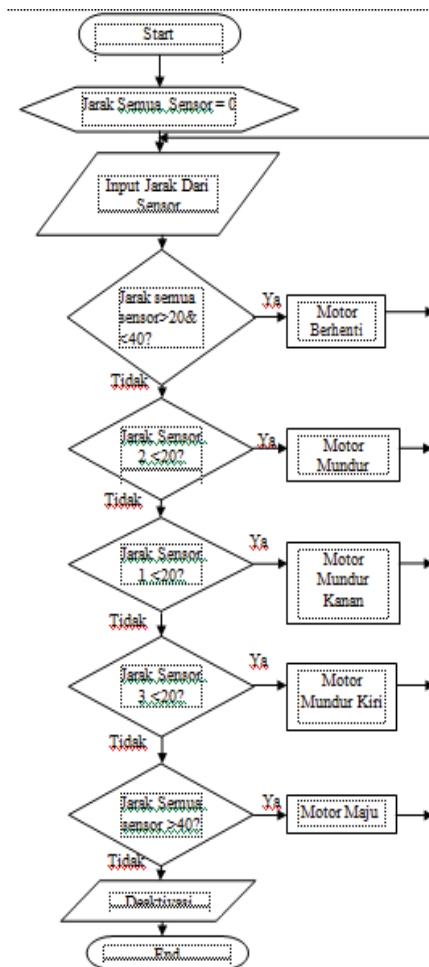 Start
Jarak Semua Sensor = 0
Input Jarak Dari
Sensor
Jarak semua
sensor>20&
<40?
Ya
Motor
Berhenti
Tidak
Jarak Sensor
2 <20?
Ya
Motor
Mundur
Tidak
Jarak Sensor
1 <20?
Ya
Motor
Mundur
Kanan
Tidak
Jarak Sensor
3 <20?
Ya
Motor
Mundur Kiri
Tidak
Jarak Semua
sensor >40?
Ya
Motor Maju
Tidak
Deaktivasi
End